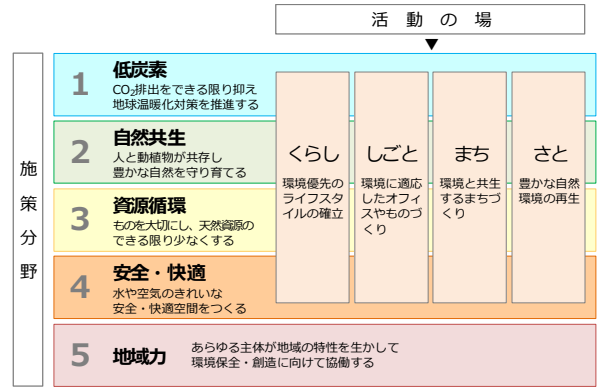 活動の場
▼
施策分野
1
低炭素
CO₂排出をできる限り抑え
地球温暖化対策を推進する
2
自然共生
人と動植物が共存し
豊かな自然を守り育てる
3
資源循環
ものを大切にし、天然資源の
できる限り少なくする
4
安全・快適
水や空気のきれいな
安全・快適空間をつくる
5
地域力
あらゆる主体が地域の特性を生かして
環境保全・創造に向けて協働する
くらし
環境優先の
ライフスタ
イルの確立
しごと
環境に適応
したオフィ
スやものづ
くり
まち
環境と共生
するまちづ
くり
さと
豊かな自然
環境の再生